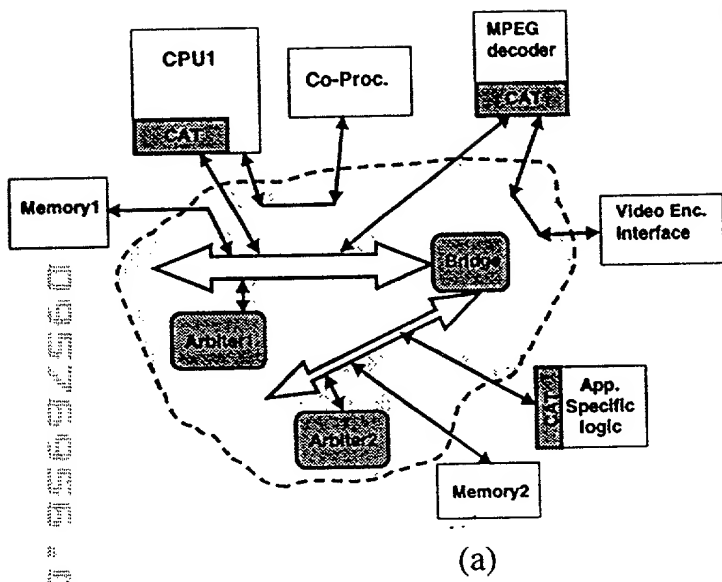 CPU1
CAT
Co-Proc.
MPEG
decoder
CAT
Memory1
Video Enc.
Interface
Bridge
Arbiter1
CAT
App.
Specific
logic
Arbiter2
Memory2
(a)